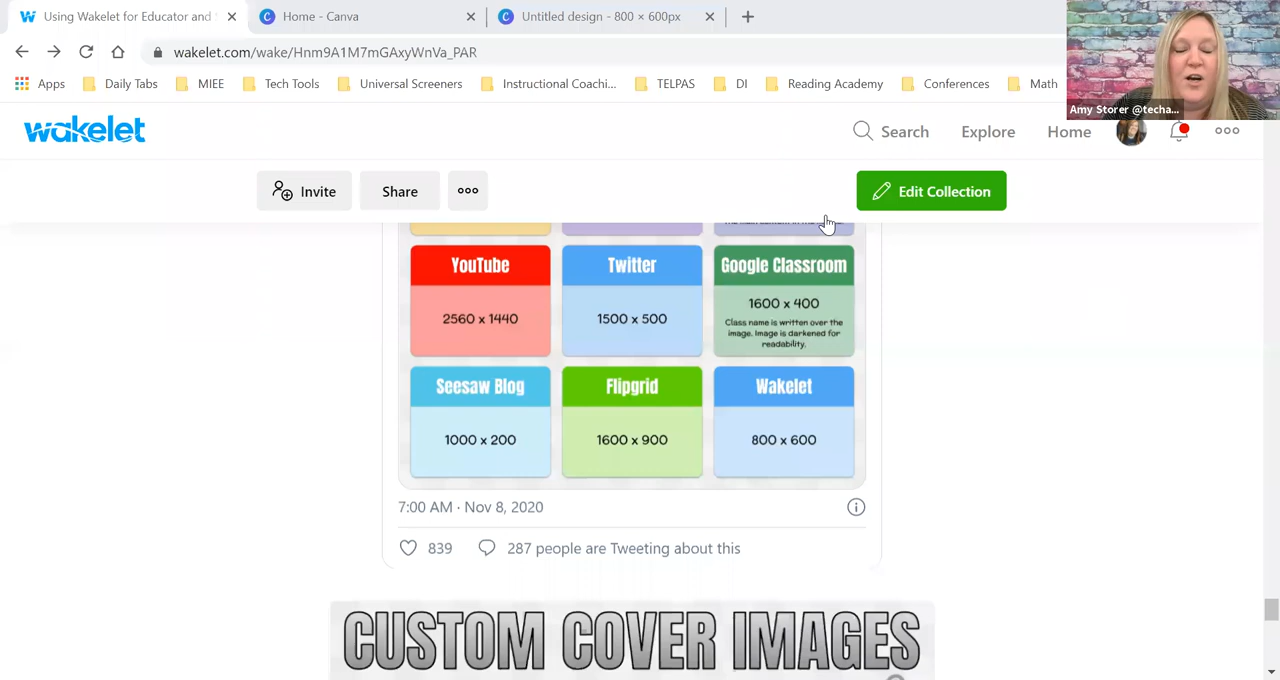 Using Wakelet for Educator and
Home - Canva
Untitled design - 800 × 600px
wakelet.com/wake/Hnm9A1M7mGAxyWnVa_PAR
Apps Daily Tabs MIEE Tech Tools Universal Screeners Instructional Coachi... TELPAS DI Reading Academy Conferences Math
Amy Storer @techa...
wakelet Search Explore Home
Invite Share Edit Collection
YouTube Twitter Google Classroom
2560 x 1440 1500 x 500 1600 x 400
Class name is written over the
image. Image is darkened for
readability.
Seesaw Blog Flipgrid Wakelet
1000 x 200 1600 x 900 800 x 600
7:00 AM · Nov 8, 2020
839 287 people are Tweeting about this
CUSTOM COVER IMAGES